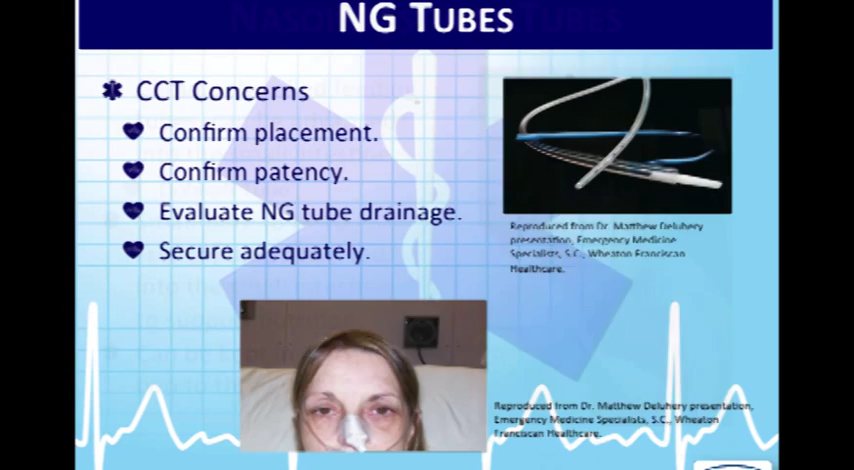 NG TUBES
CCT Concerns
Confirm placement.
Confirm patency.
Evaluate NG tube drainage.
Secure adequately.
Reproduced from Dr. Matthew Deluhery
presentation, Emergency Medicine
Specialists, S.C., Wheaton Franciscan
Healthcare.
Reproduced from Dr. Matthew Deluhery presentation,
Emergency Medicine Specialists, S.C., Wheaton
Franciscan Healthcare.